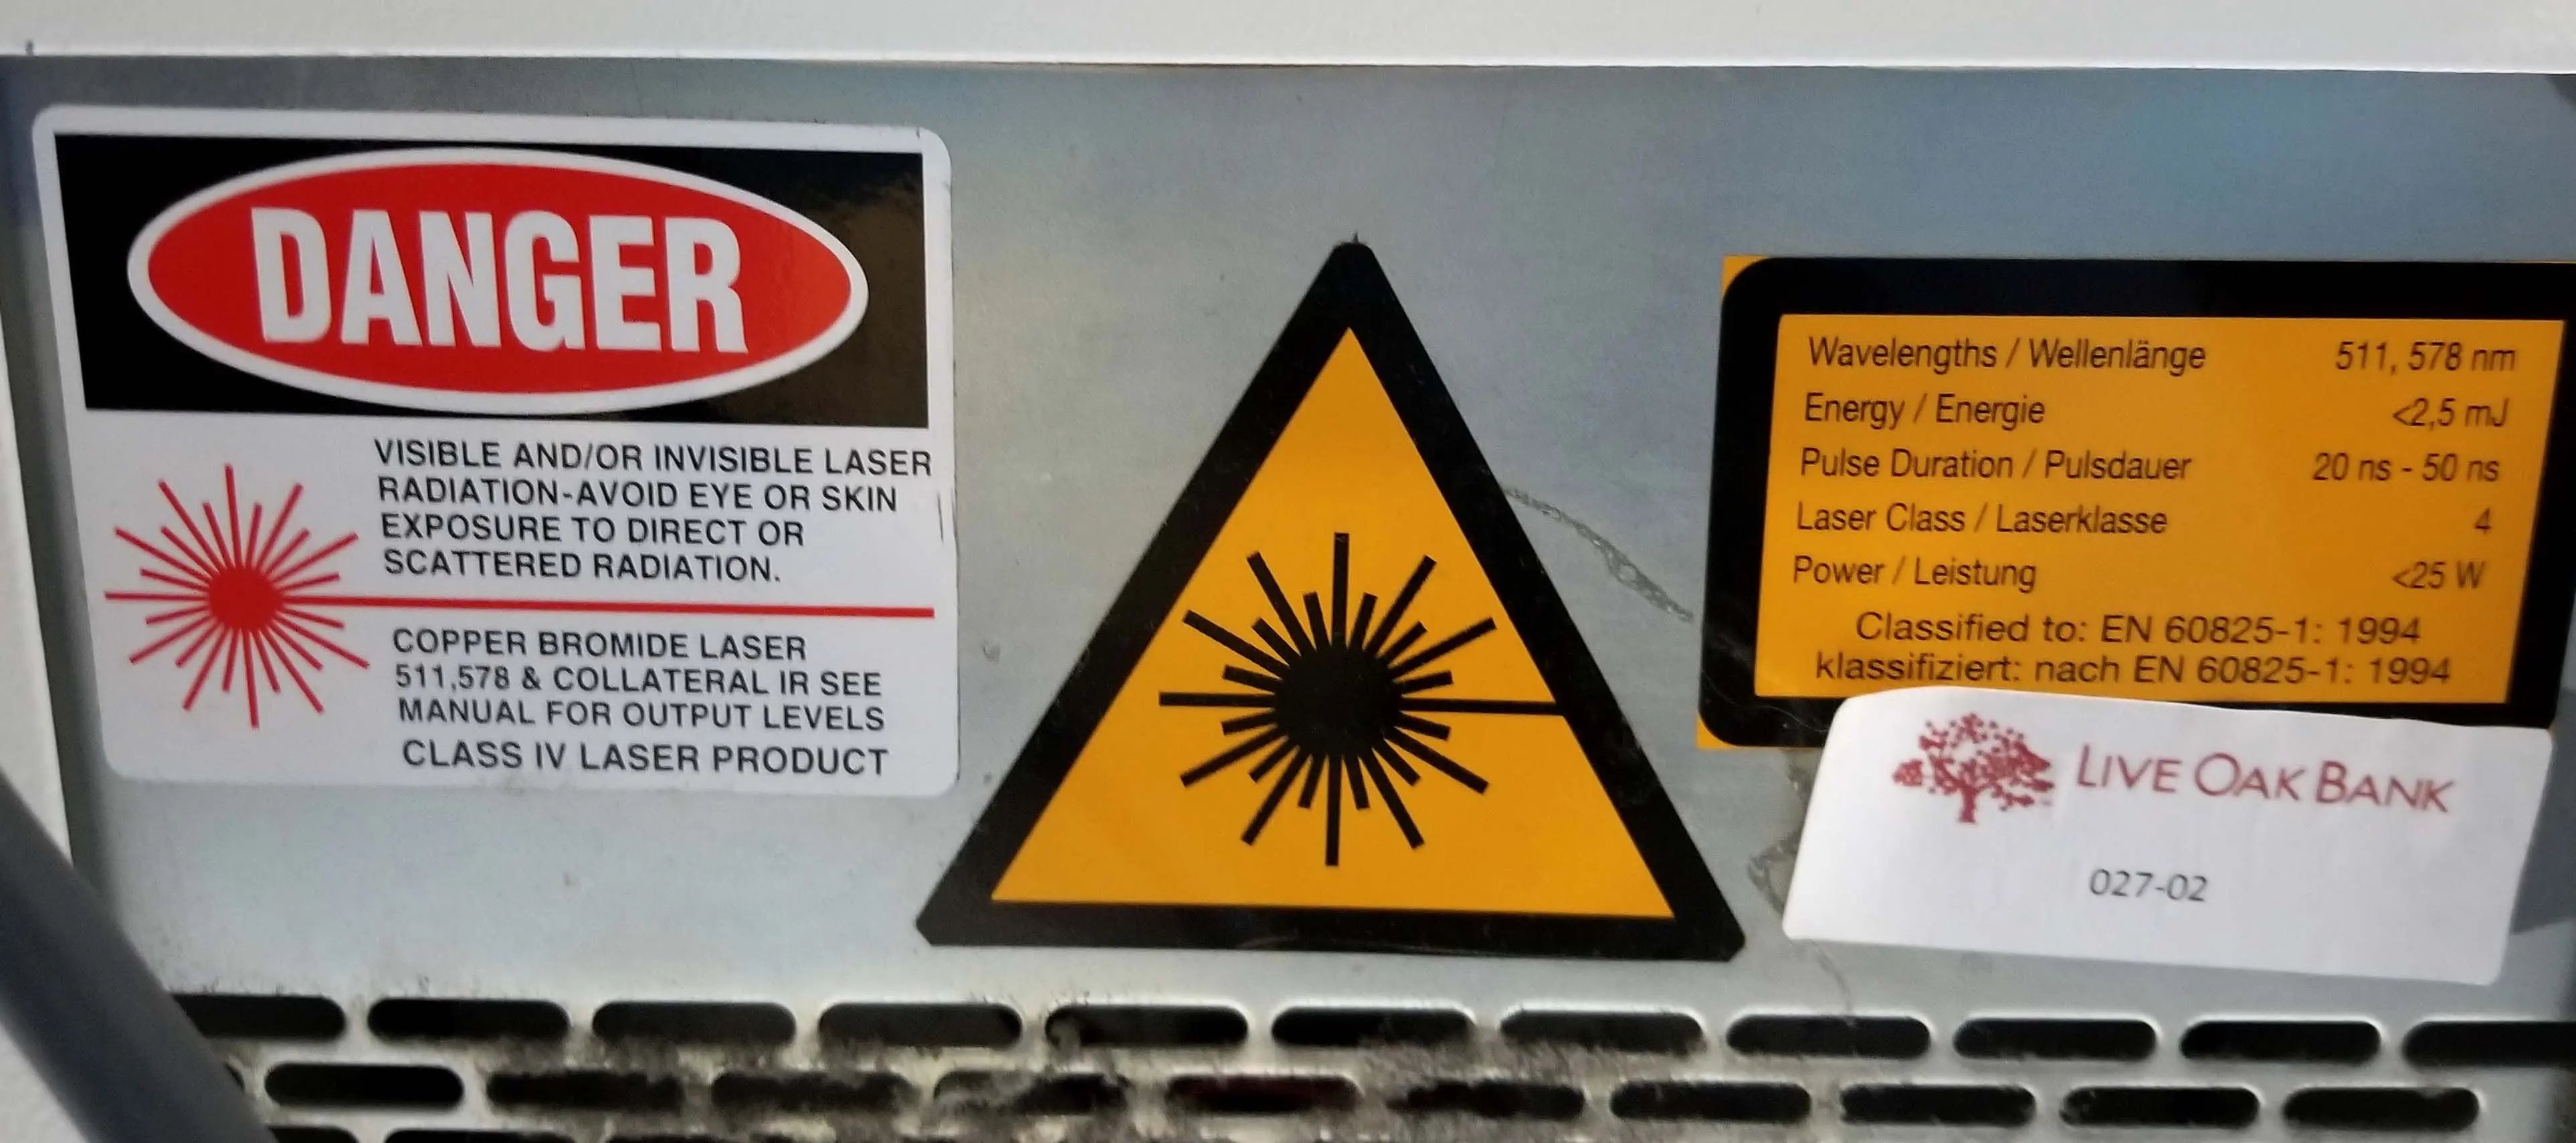 DANGER
VISIBLE AND/OR INVISIBLE LASER
RADIATION-AVOID EYE OR SKIN
EXPOSURE TO DIRECT OR
SCATTERED RADIATION.
COPPER BROMIDE LASER
511,578 & COLLATERAL IR SEE
MANUAL FOR OUTPUT LEVELS
CLASS IV LASER PRODUCT
Wavelengths / Wellenlänge 511, 578 nm
Energy / Energie <2,5 mJ
Pulse Duration / Pulsdauer 20 ns - 50 ns
Laser Class / Laserklasse 4
Power / Leistung <25 W
Classified to: EN 60825-1: 1994
klassifiziert: nach EN 60825-1: 1994
LIVE OAK BANK
027-02